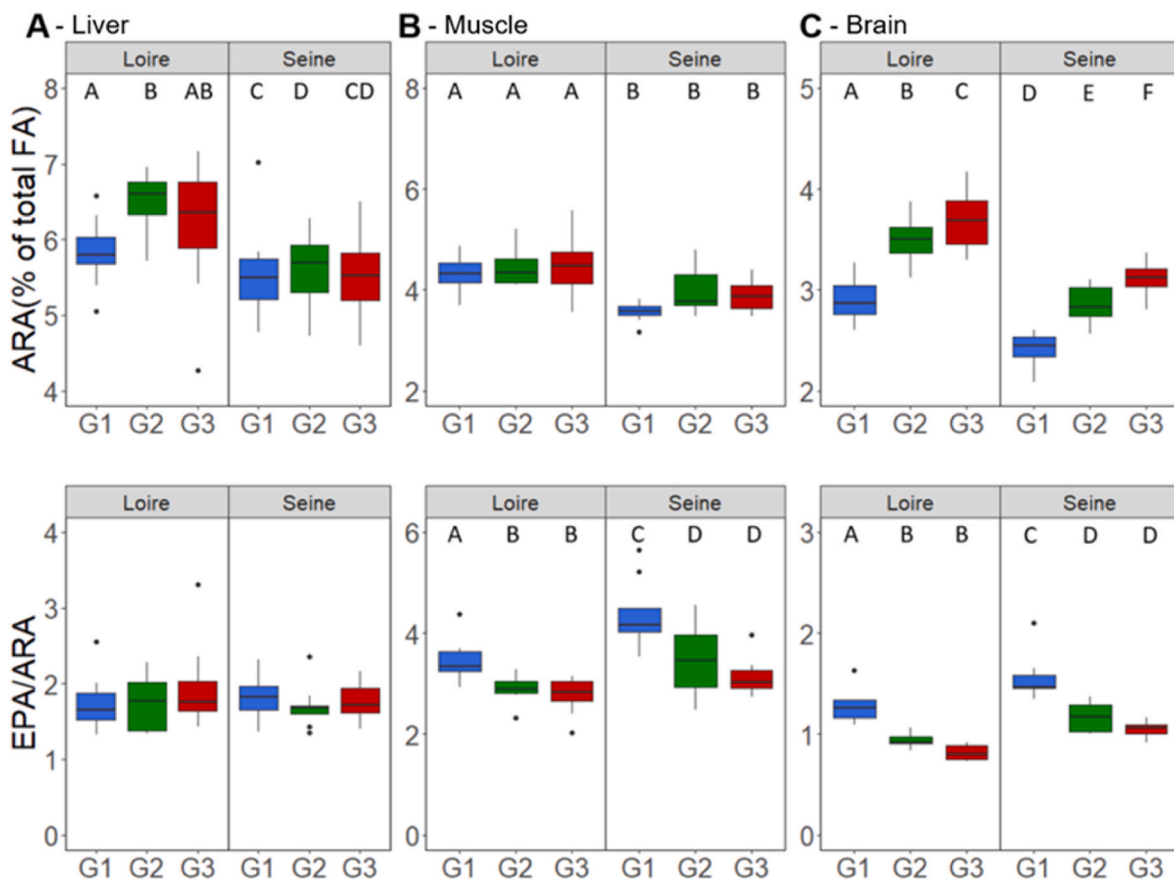 A - Liver
B - Muscle
C - Brain
Loire Seine
Loire Seine
Loire Seine
ARA(% of total FA)
8
7
6
5
4
A B AB C D CD
G1 G2 G3 G1 G2 G3
8
6
4
2
A A A B B B
G1 G2 G3 G1 G2 G3
5
4
3
2
A B C D E F
G1 G2 G3 G1 G2 G3
Loire Seine
Loire Seine
Loire Seine
EPA/ARA
4
3
2
1
0
G1 G2 G3 G1 G2 G3
6
4
2
0
A B B C D D
G1 G2 G3 G1 G2 G3
3
2
1
0
A B B C D D
G1 G2 G3 G1 G2 G3